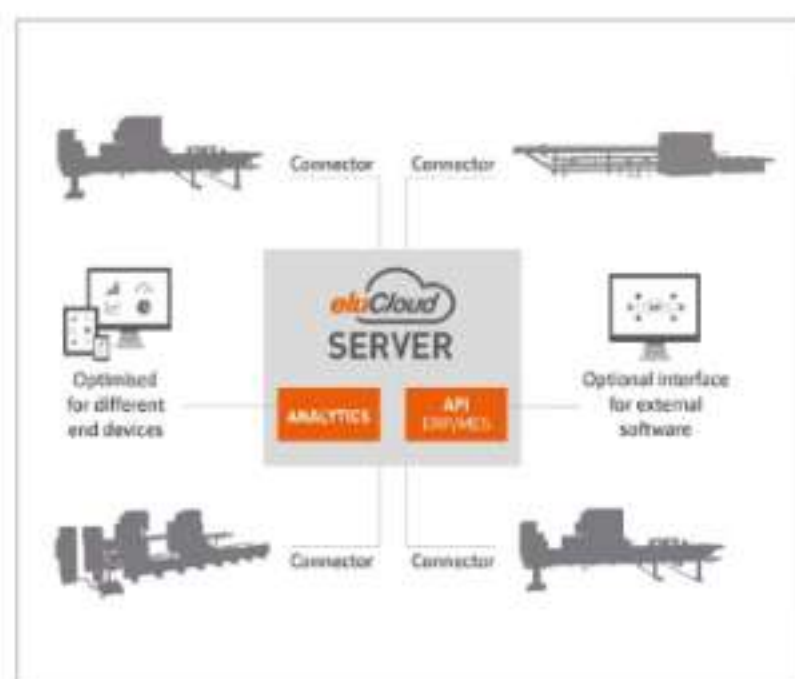 Connector
Connector
eluCloud
SERVER
ANALYTICS
API
ERP/MES
Optimised
for different
end devices
Optional interface
for external
software
Connector
Connector